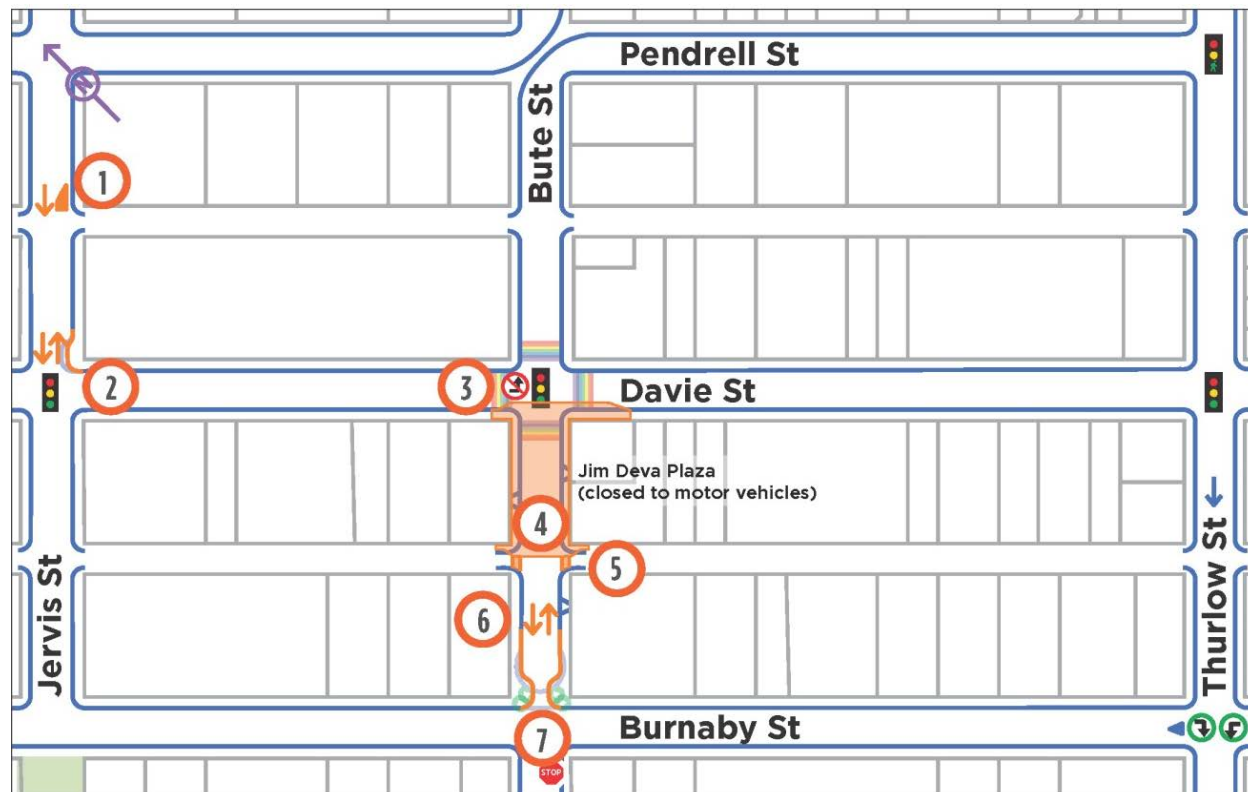 Pendrell St
Bute St
N
1
2
3
Davie St
Jim Deva Plaza
(closed to motor vehicles)
4
5
6
Jervis St
Thurlow St
Burnaby St
7
STOP